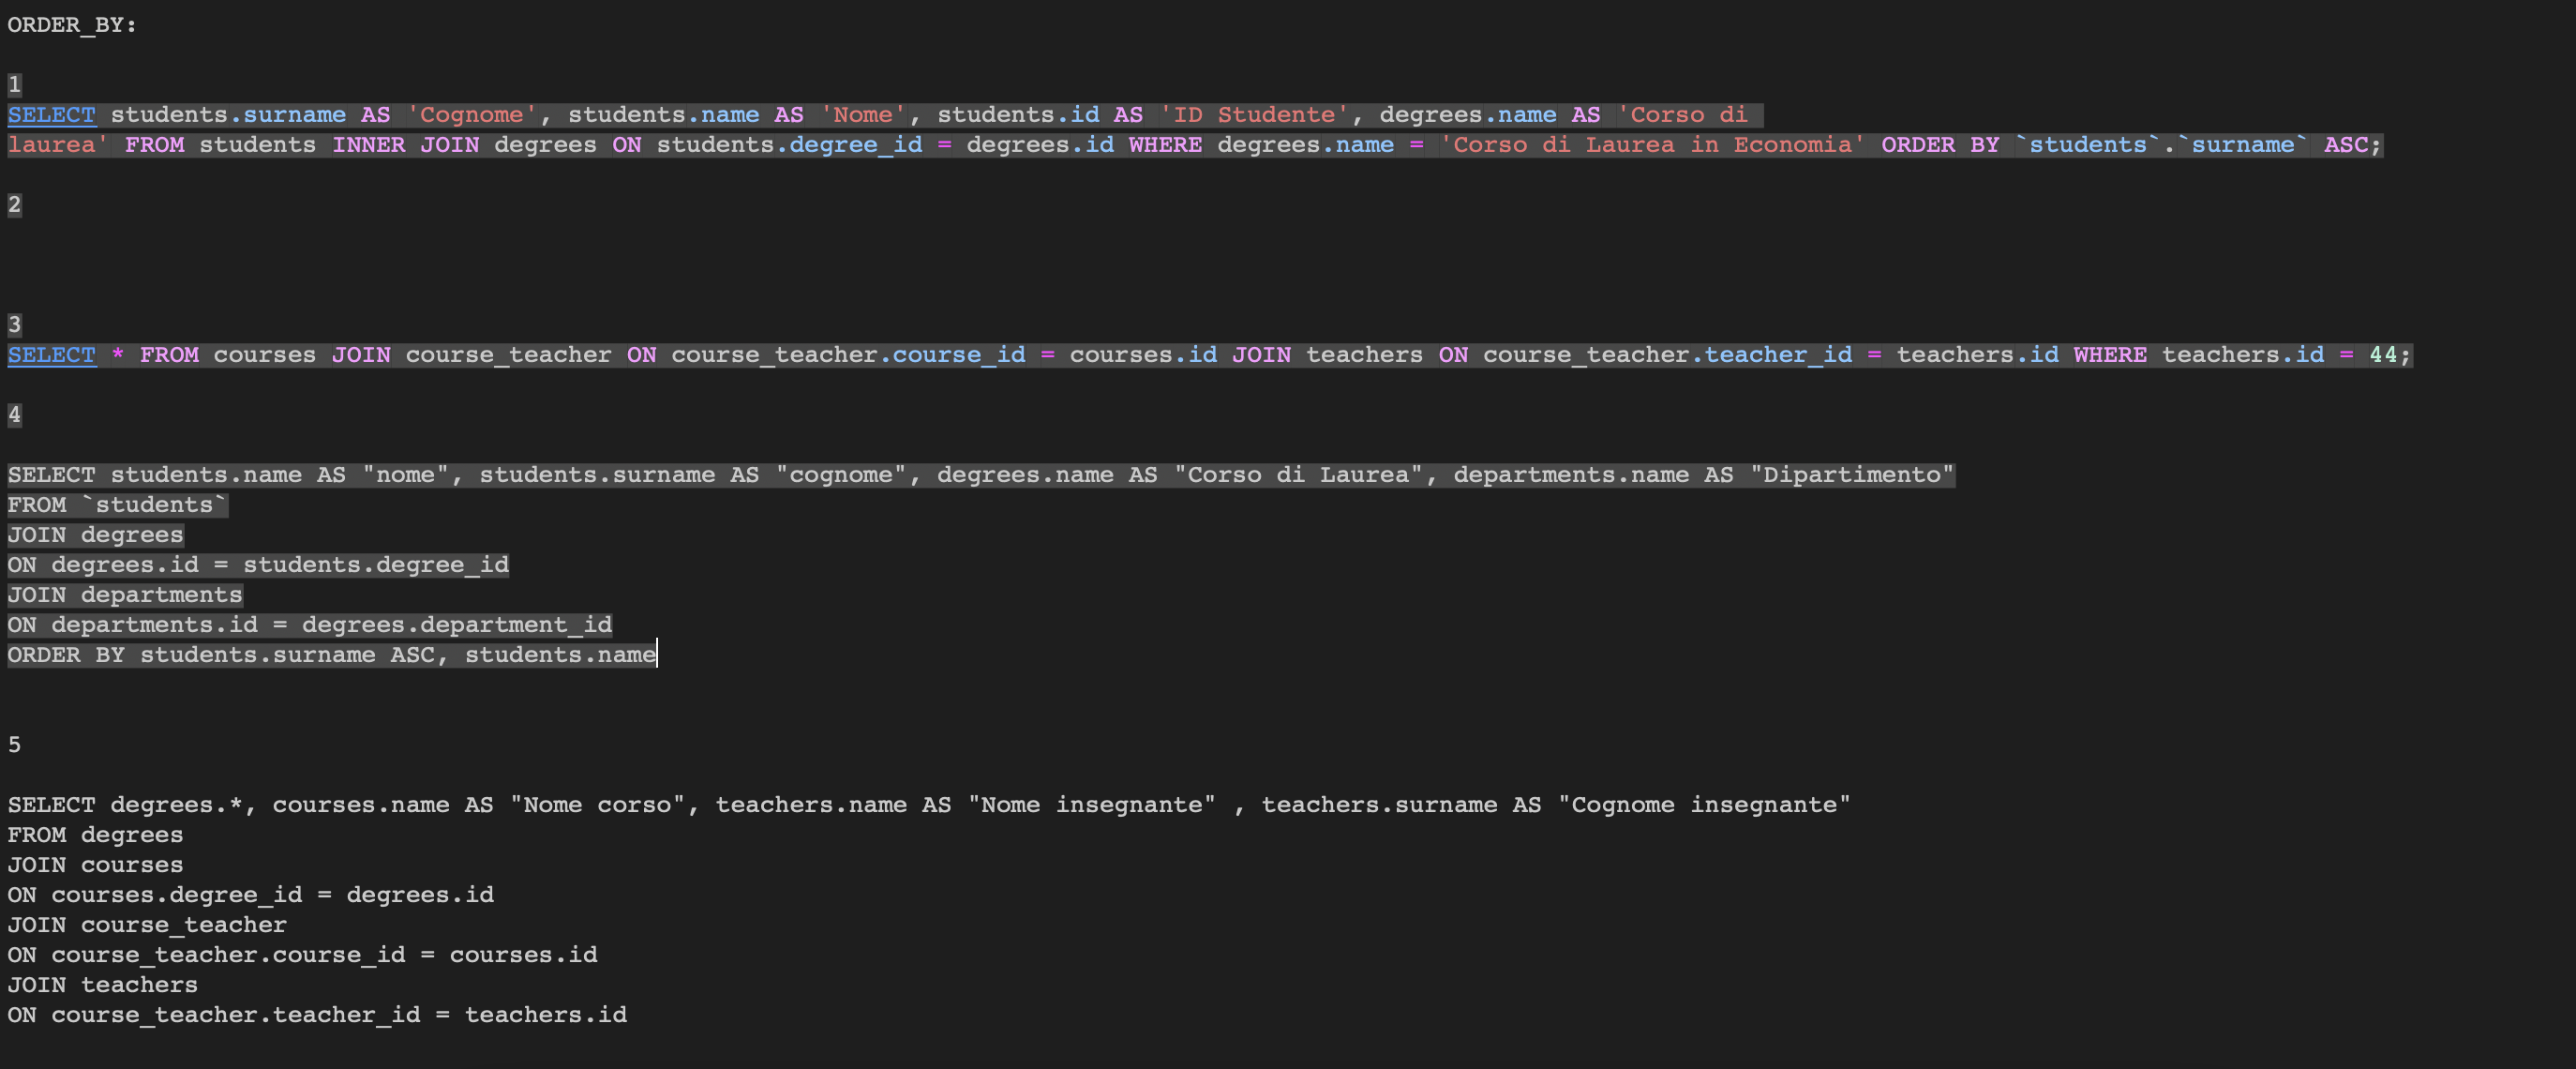 ORDER_BY:
1
SELECT students.surname AS 'Cognome', students.name AS 'Nome', students.id AS 'ID Studente', degrees.name AS 'Corso di
laurea' FROM students INNER JOIN degrees ON students.degree_id = degrees.id WHERE degrees.name = 'Corso di Laurea in Economia' ORDER BY `students`.`surname` ASC;
2
3
SELECT * FROM courses JOIN course_teacher ON course_teacher.course_id = courses.id JOIN teachers ON course_teacher.teacher_id = teachers.id WHERE teachers.id = 44;
4
SELECT students.name AS "nome", students.surname AS "cognome", degrees.name AS "Corso di Laurea", departments.name AS "Dipartimento"
FROM `students`
JOIN degrees
ON degrees.id = students.degree_id
JOIN departments
ON departments.id = degrees.department_id
ORDER BY students.surname ASC, students.name
5
SELECT degrees.*, courses.name AS "Nome corso", teachers.name AS "Nome insegnante" , teachers.surname AS "Cognome insegnante"
FROM degrees
JOIN courses
ON courses.degree_id = degrees.id
JOIN course_teacher
ON course_teacher.course_id = courses.id
JOIN teachers
ON course_teacher.teacher_id = teachers.id